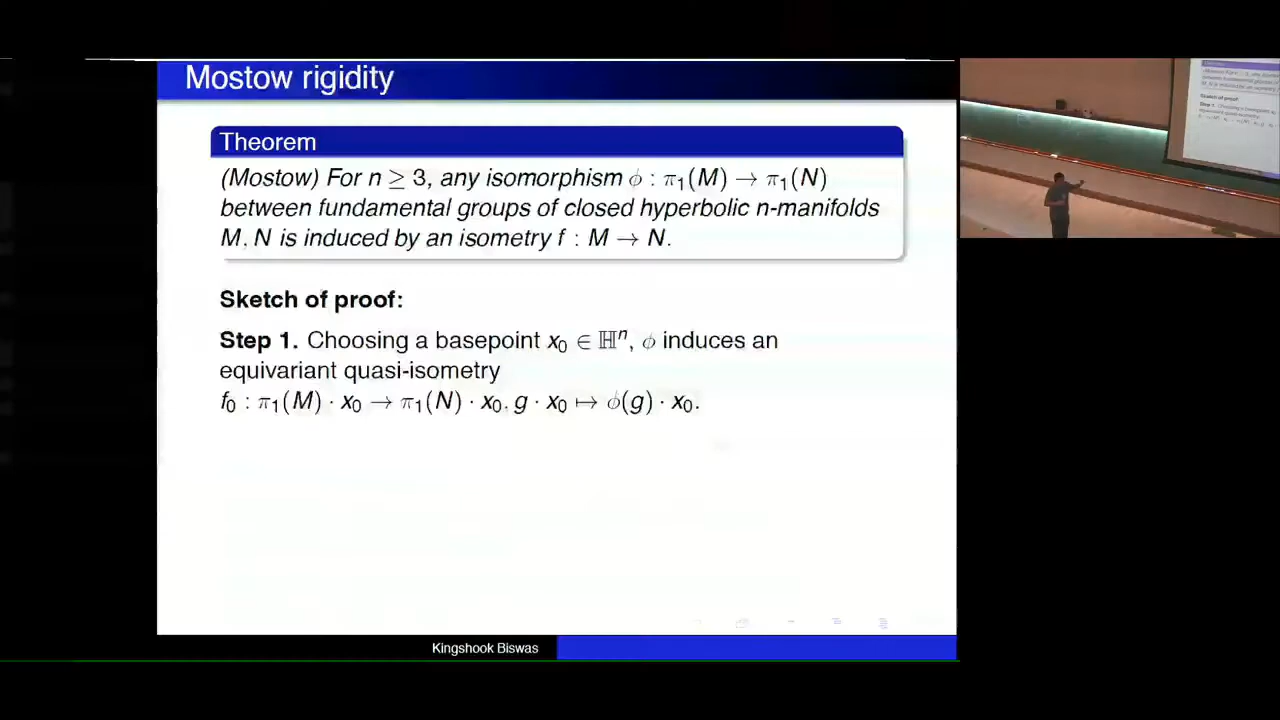 Mostow rigidity
Theorem
(Mostow) For n ≥ 3, any isomorphism ϕ : π₁(M) → π₁(N)
between fundamental groups of closed hyperbolic n-manifolds
M, N is induced by an isometry f : M → N.
Sketch of proof:
Step 1. Choosing a basepoint x₀ ∈ ℍⁿ, ϕ induces an
equivariant quasi-isometry
f₀ : π₁(M) · x₀ → π₁(N) · x₀, g · x₀ ↦ ϕ(g) · x₀.
Kingshook Biswas